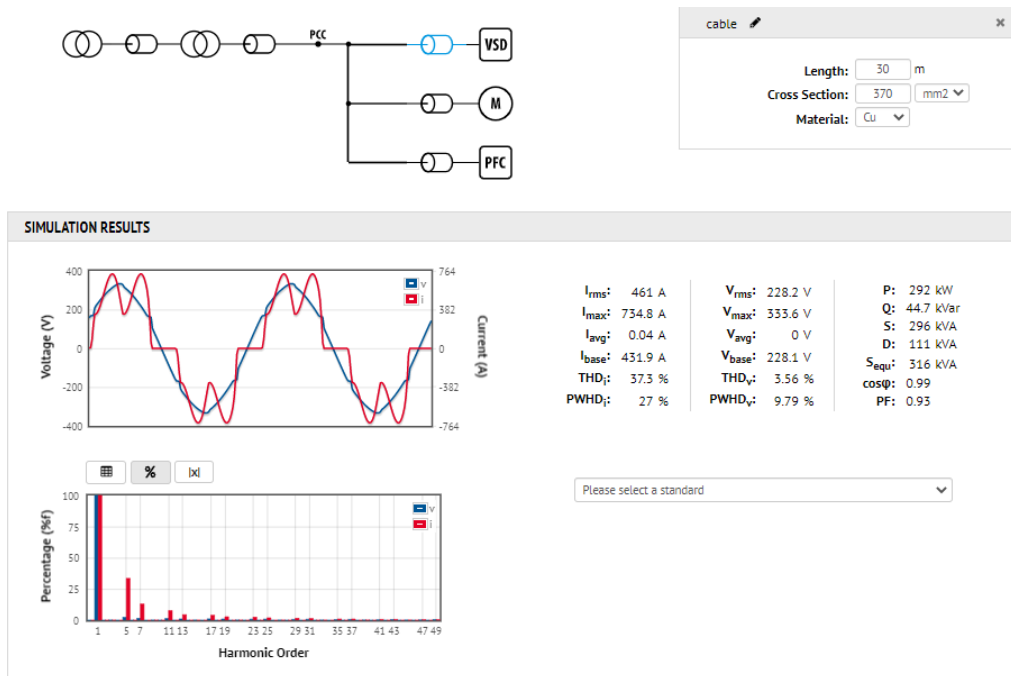 PCC
VSD
M
PFC
cable
Length: 30 m
Cross Section: 370 mm2
Material: Cu
SIMULATION RESULTS
400 764
200 382
0 0
-200 -382
-400 -764
Voltage (V)
Current (A)
v
i
Irms: 461 A Vrms: 228.2 V P: 292 kW
Imax: 734.8 A Vmax: 333.6 V Q: 44.7 kVar
Iavg: 0.04 A Vavg: 0 V S: 296 kVA
Ibase: 431.9 A Vbase: 228.1 V D: 111 kVA
THDi: 37.3 % THDv: 3.56 % Sequ: 316 kVA
PWHDi: 27 % PWHDv: 9.79 % cosφ: 0.99
PF: 0.93
% |x|
Please select a standard
100
75
50
25
0
Percentage (%f)
v
i
1 5 7 11 13 17 19 23 25 29 31 35 37 41 43 47 49
Harmonic Order